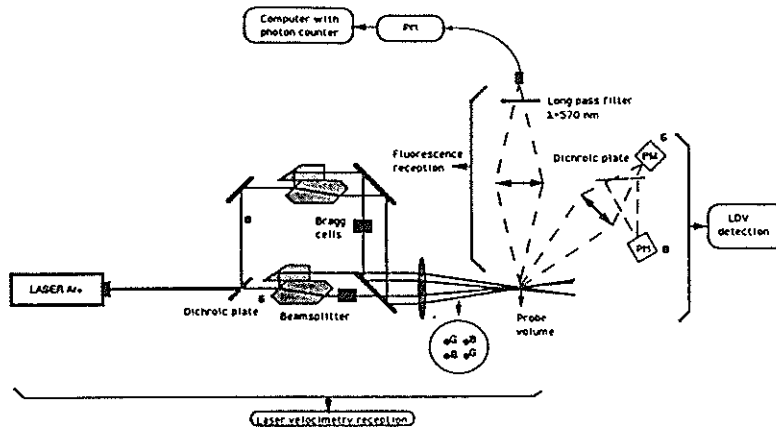 Computer with
photon counter
PM
Long pass filter
λ=570 nm
Fluorescence
reception
Dichroic plate
G
PM
PM
B
LDV
detection
B
Bragg
cells
LASER Ar+
Dichroic plate
G
Beamsplitter
Probe
volume
G B
B G
Laser velocimetry reception